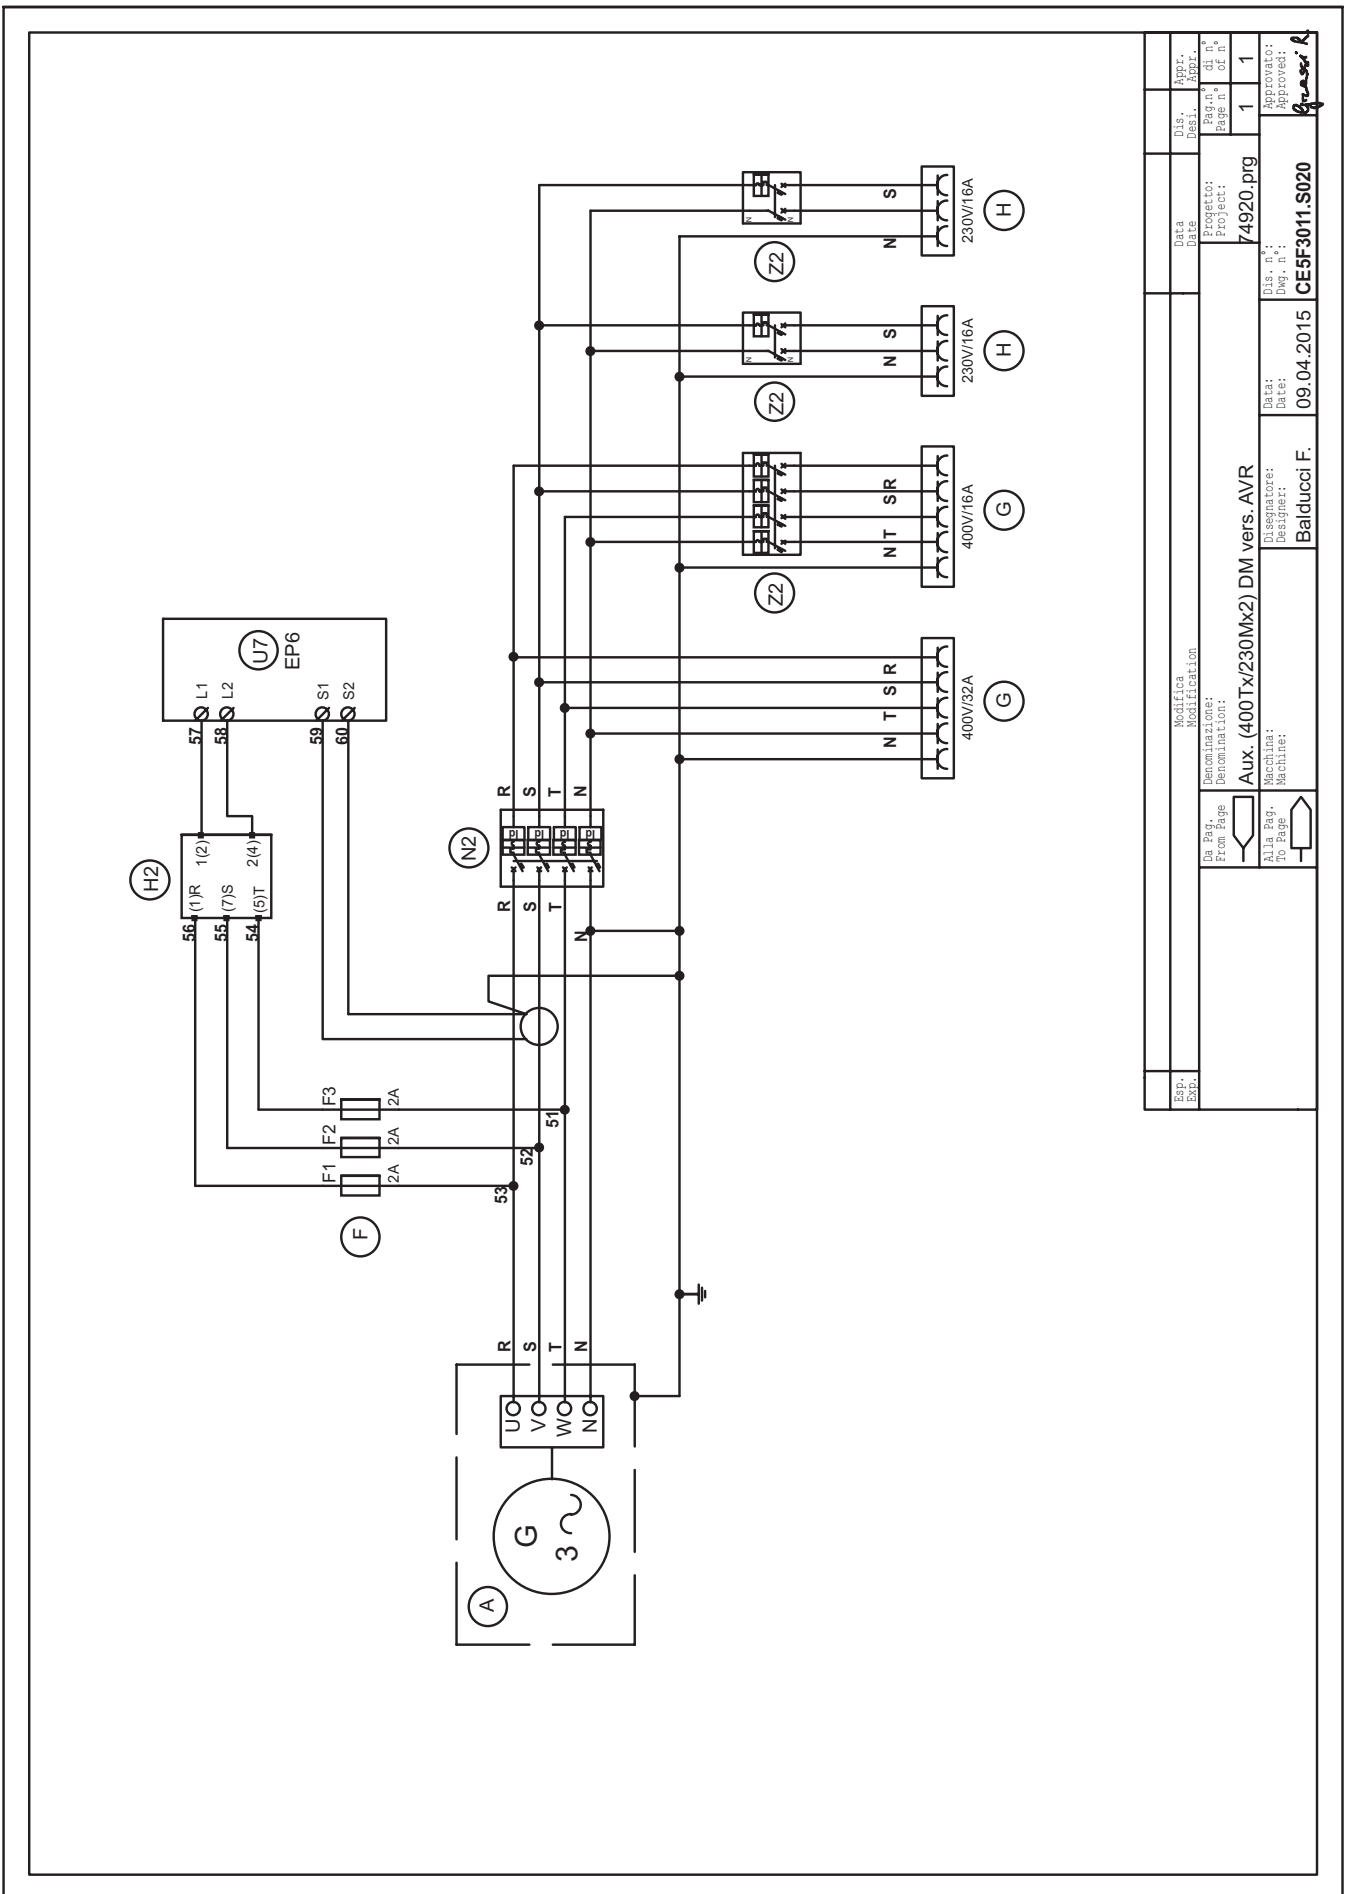 H2
(1)R
(7)S
(5)T
1(2)
2(4)
56
55
54
57
58
59
60
L1
L2
S1
S2
U7
EP6
F
F1
F2
F3
2A
2A
2A
53
52
51
A
G
3
U
V
W
N
R
S
T
N
R
S
T
N
N2
pI
pI
pI
pI
R
S
T
N
N
T
S
R
400V/32A
G
Z2
N
T
S
R
400V/16A
G
Z2
N
N
N
S
230V/16A
H
Z2
N
N
N
S
230V/16A
H
Esp.
Exp.
Modifica
Modification
Data
Date
Dis.
Desi.
Appr.
Appr.
Da Pag.
From Page
Denominazione:
Denomination:
Aux. (400Tx/230Mx2) DM vers. AVR
Progetto:
Project:
74920.prg
Pag.n°
Page n°
1
di n°
of n°
1
Alla Pag.
To Page
Macchina:
Machine:
Disegnatore:
Designer:
Balducci F.
Data:
Date:
09.04.2015
Dis. n°:
Dwg. n°:
CE5F3011.S020
Approvato:
Approved: